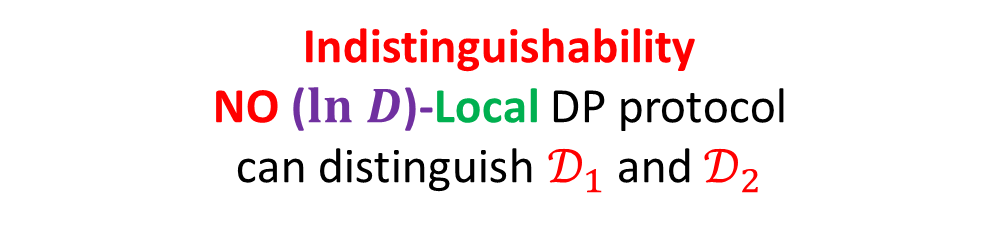 Indistinguishability
NO (ln 𝑫)-Local DP protocol
can distinguish 𝒟₁ and 𝒟₂